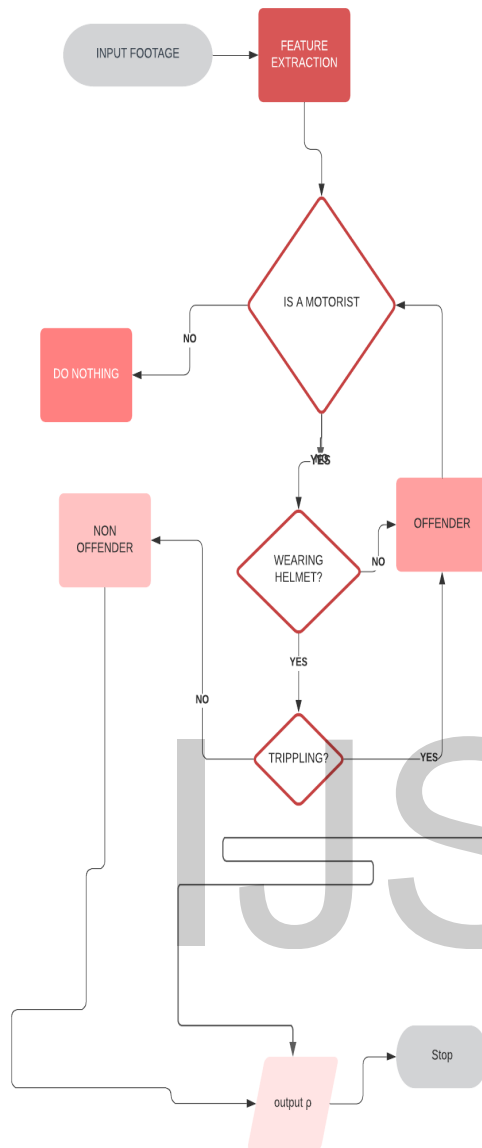 INPUT FOOTAGE
FEATURE
EXTRACTION
IS A MOTORIST
NO
DO NOTHING
YES
NON
OFFENDER
OFFENDER
WEARING
HELMET?
NO
YES
NO
TRIPPLING?
YES
IJS
output ρ
Stop